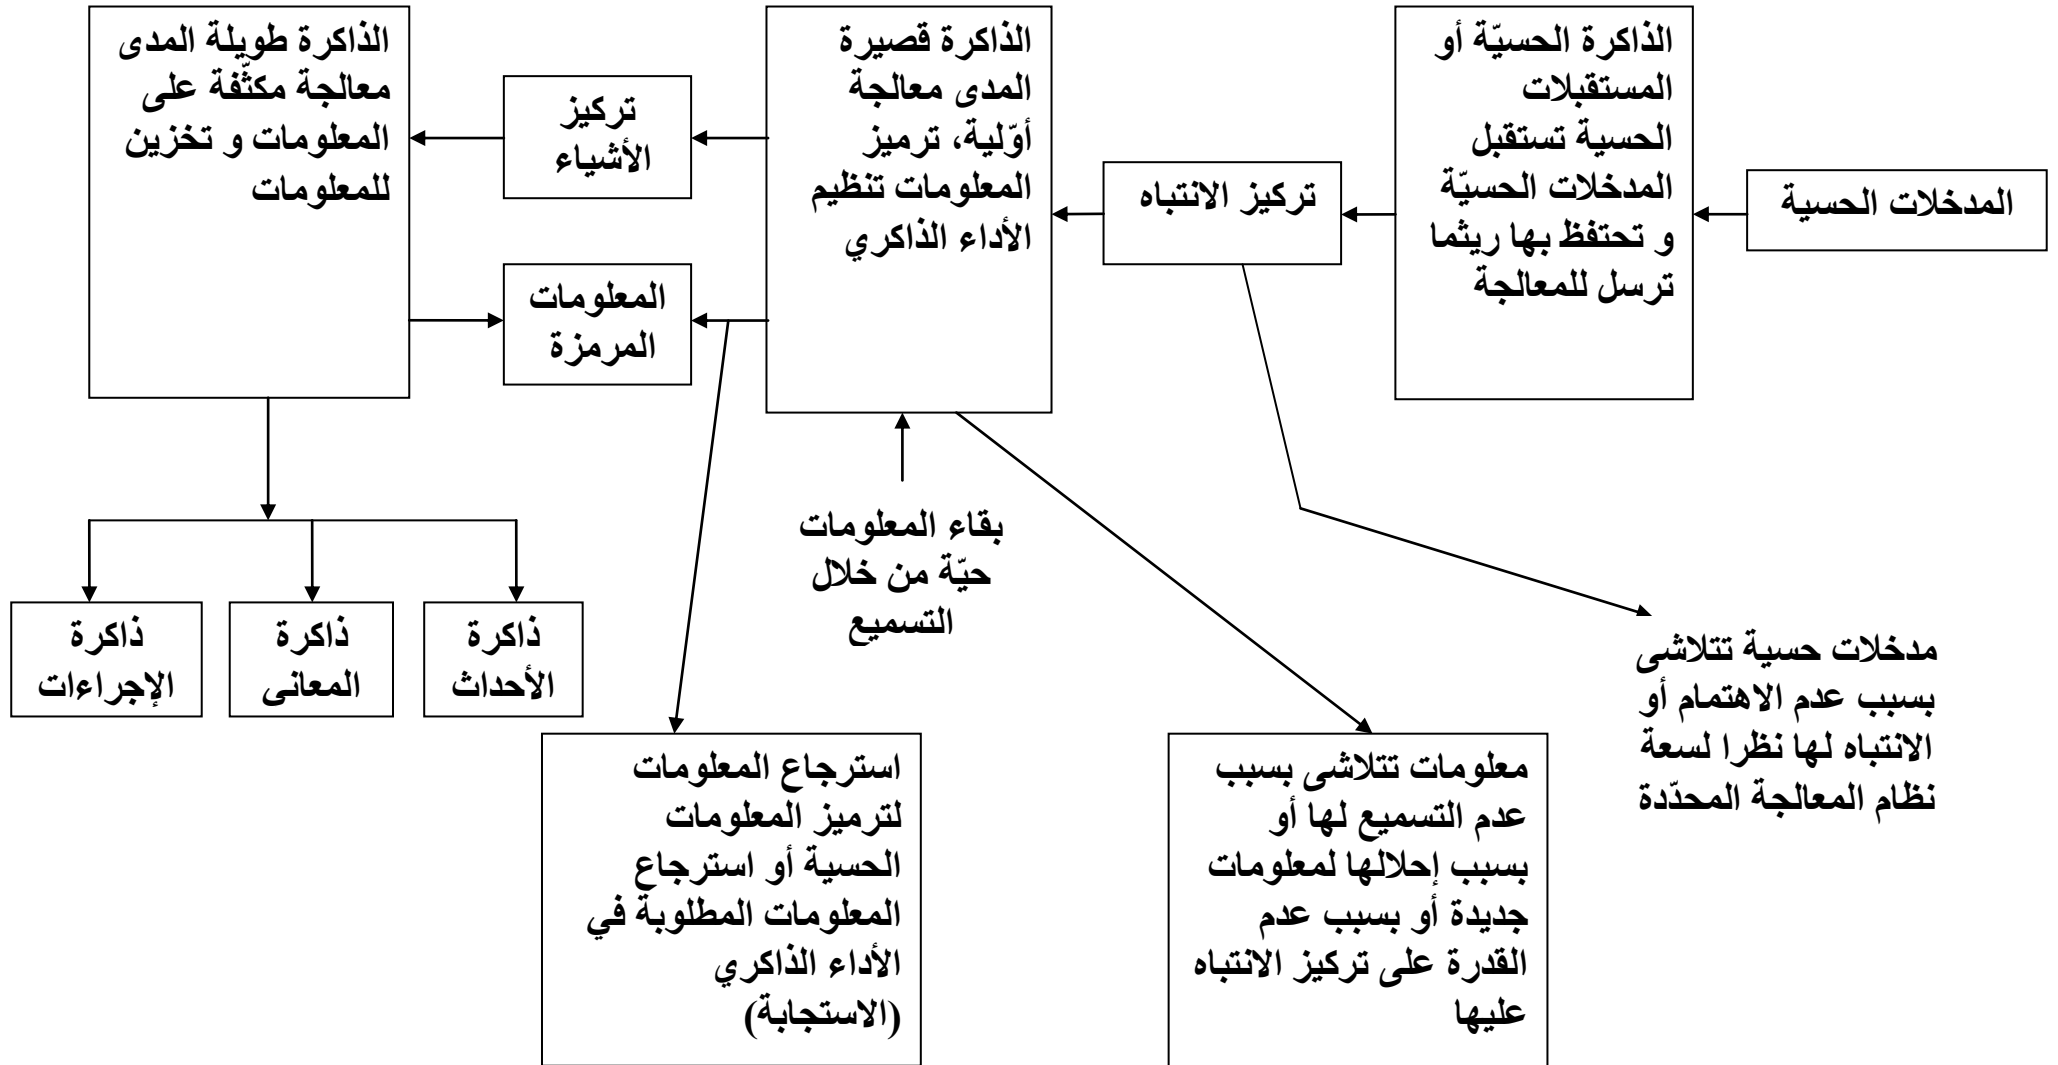 المدخلات الحسية
الذاكرة الحسيّة أو
المستقبلات
الحسية تستقبل
المدخلات الحسيّة
و تحتفظ بها ريثما
ترسل للمعالجة
تركيز الانتباه
الذاكرة قصيرة
المدى معالجة
أوّلية، ترميز
المعلومات تنظيم
الأداء الذاكري
تركيز
الأشياء
المعلومات
المرمزة
الذاكرة طويلة المدى
معالجة مكثّفة على
المعلومات و تخزين
للمعلومات
بقاء المعلومات
حيّة من خلال
التسميع
ذاكرة
الأحداث
ذاكرة
المعانى
ذاكرة
الإجراءات
مدخلات حسية تتلاشى
بسبب عدم الاهتمام أو
الانتباه لها نظرا لسعة
نظام المعالجة المحدّدة
معلومات تتلاشى بسبب
عدم التسميع لها أو
بسبب إحلالها لمعلومات
جديدة أو بسبب عدم
القدرة على تركيز الانتباه
عليها
استرجاع المعلومات
لترميز المعلومات
الحسية أو استرجاع
المعلومات المطلوبة في
الأداء الذاكري
(الاستجابة)